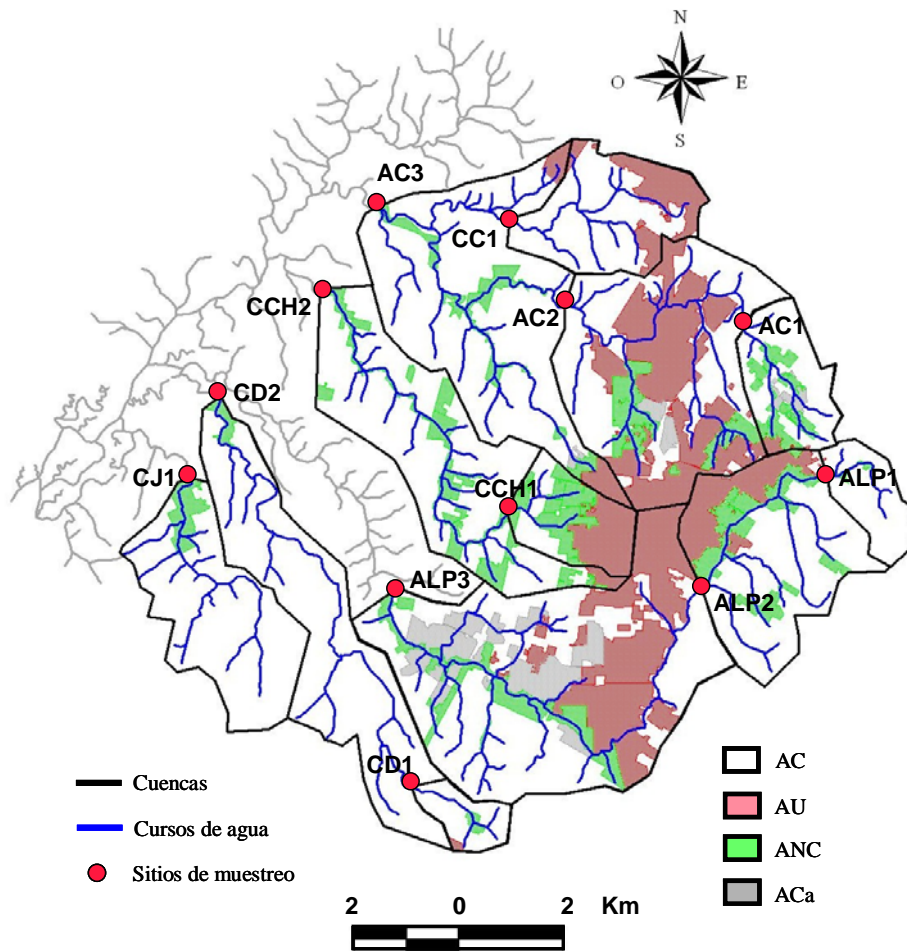 N
O
E
S
AC3
CC1
CCH2
AC2
AC1
CD2
CJ1
ALP1
CCH1
ALP3
ALP2
CD1
Cuencas
Cursos de agua
Sitios de muestreo
AC
AU
ANC
ACa
2 0 2 Km